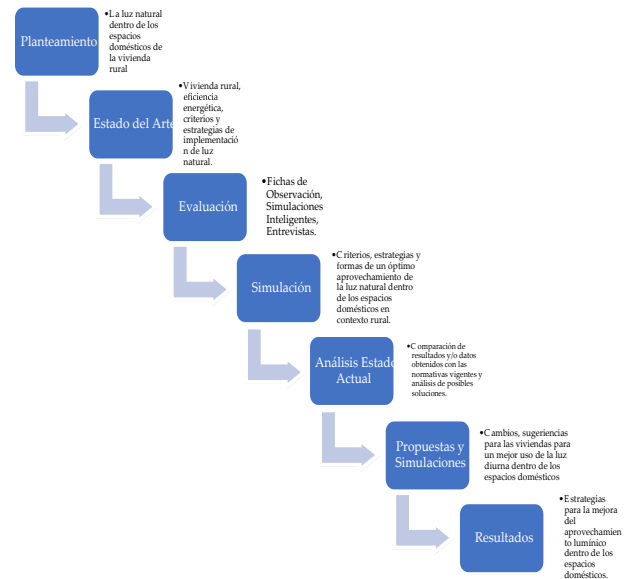 Planteamiento
•La luz natural
dentro de los
espacios
domésticos de
la vivienda
rural
Estado del Arte
•Vivienda rural,
eficiencia
energética,
criterios y
estrategias de
implementació
n de luz
natural.
Evaluación
•Fichas de
Observación,
Simulaciones
Inteligentes,
Entrevistas.
Simulación
•Criterios, estrategias y
formas de un óptimo
aprovechamiento de
la luz natural dentro
de los espacios
domésticos en
contexto rural.
Análisis Estado
Actual
•Comparación de
resultados y/o datos
obtenidos con las
normativas vigentes y
análisis de posibles
soluciones.
Propuestas y
Simulaciones
•Cambios, sugeriencias
para las viviendas para
un mejor uso de la luz
diurna dentro de los
espacios domésticos
Resultados
•Estrategias
para la mejora
del
aprovechamien
to lumínico
dentro de los
espacios
domésticos.